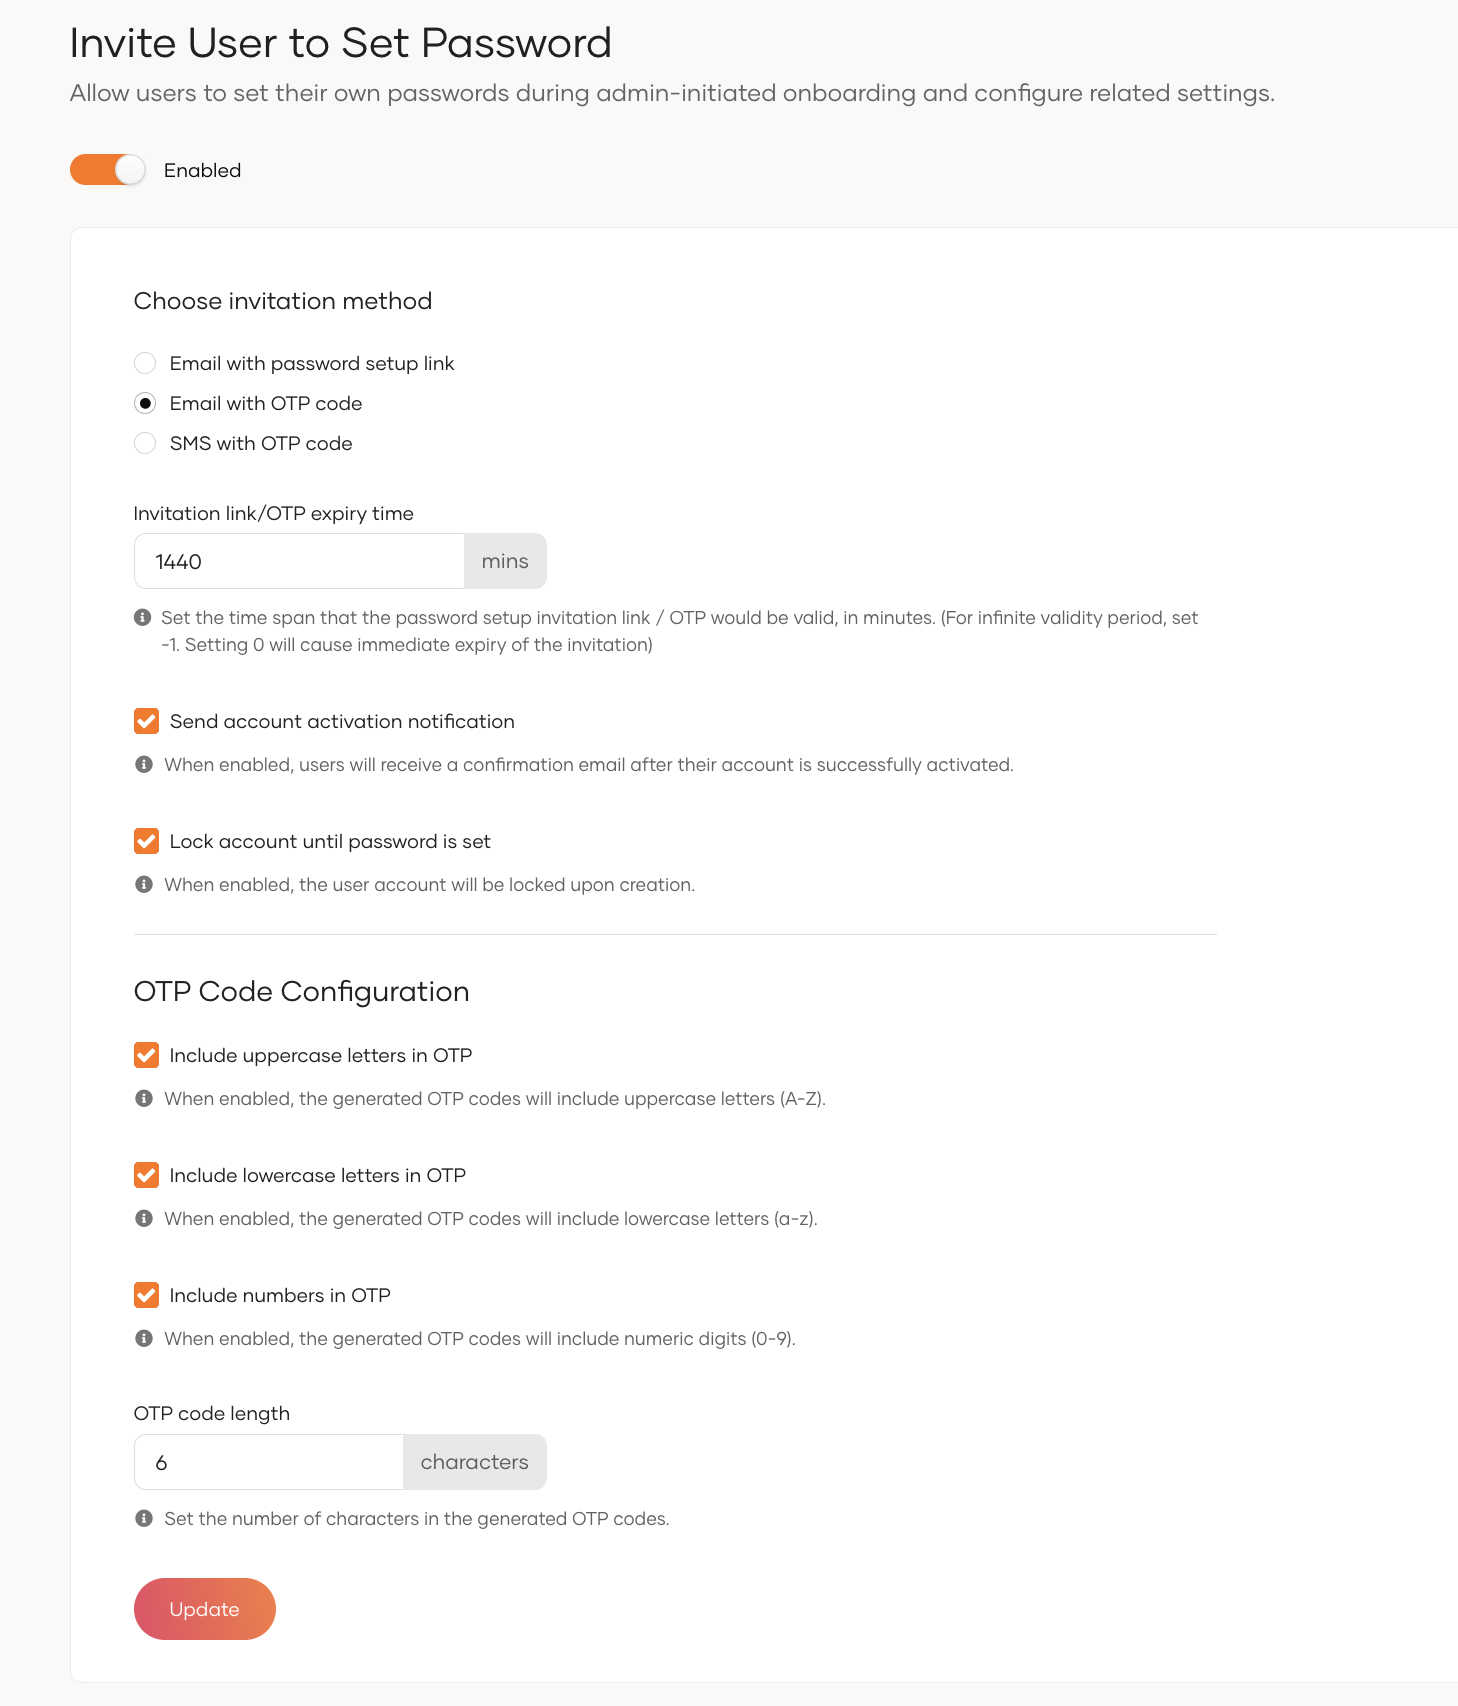 Invite User to Set Password
Allow users to set their own passwords during admin-initiated onboarding and configure related settings.
Enabled
Choose invitation method
Email with password setup link
Email with OTP code
SMS with OTP code
Invitation link/OTP expiry time
1440 mins
Set the time span that the password setup invitation link / OTP would be valid, in minutes. (For infinite validity period, set
-1. Setting 0 will cause immediate expiry of the invitation)
Send account activation notification
When enabled, users will receive a confirmation email after their account is successfully activated.
Lock account until password is set
When enabled, the user account will be locked upon creation.
OTP Code Configuration
Include uppercase letters in OTP
When enabled, the generated OTP codes will include uppercase letters (A-Z).
Include lowercase letters in OTP
When enabled, the generated OTP codes will include lowercase letters (a-z).
Include numbers in OTP
When enabled, the generated OTP codes will include numeric digits (0-9).
OTP code length
6 characters
Set the number of characters in the generated OTP codes.
Update